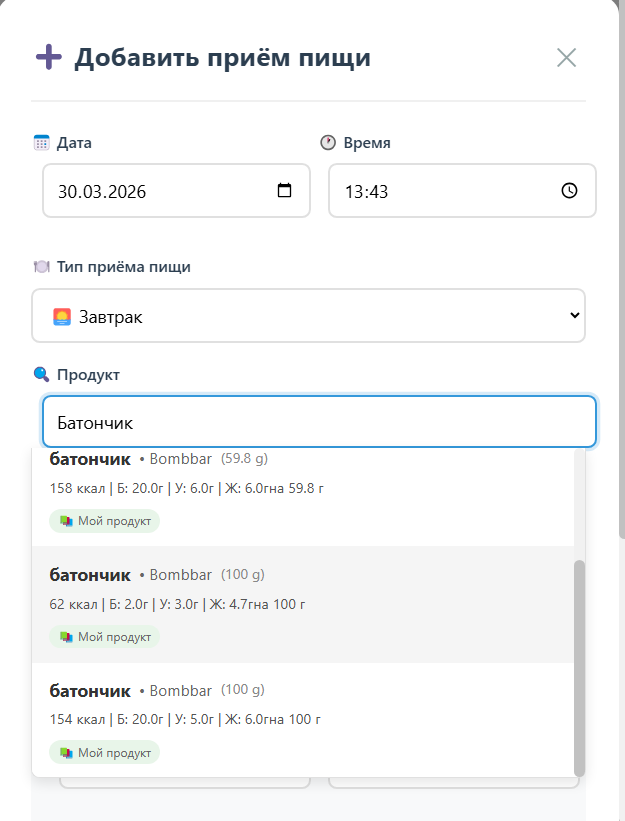 Добавить приём пищи
Дата
Время
30.03.2026
13:43
Тип приёма пищи
Завтрак
Продукт
Батончик
батончик • Bombbar (59.8 g)
158 ккал | Б: 20.0г | У: 6.0г | Ж: 6.0гна 59.8 г
Мой продукт
батончик • Bombbar (100 g)
62 ккал | Б: 2.0г | У: 3.0г | Ж: 4.7гна 100 г
Мой продукт
батончик • Bombbar (100 g)
154 ккал | Б: 20.0г | У: 5.0г | Ж: 6.0гна 100 г
Мой продукт